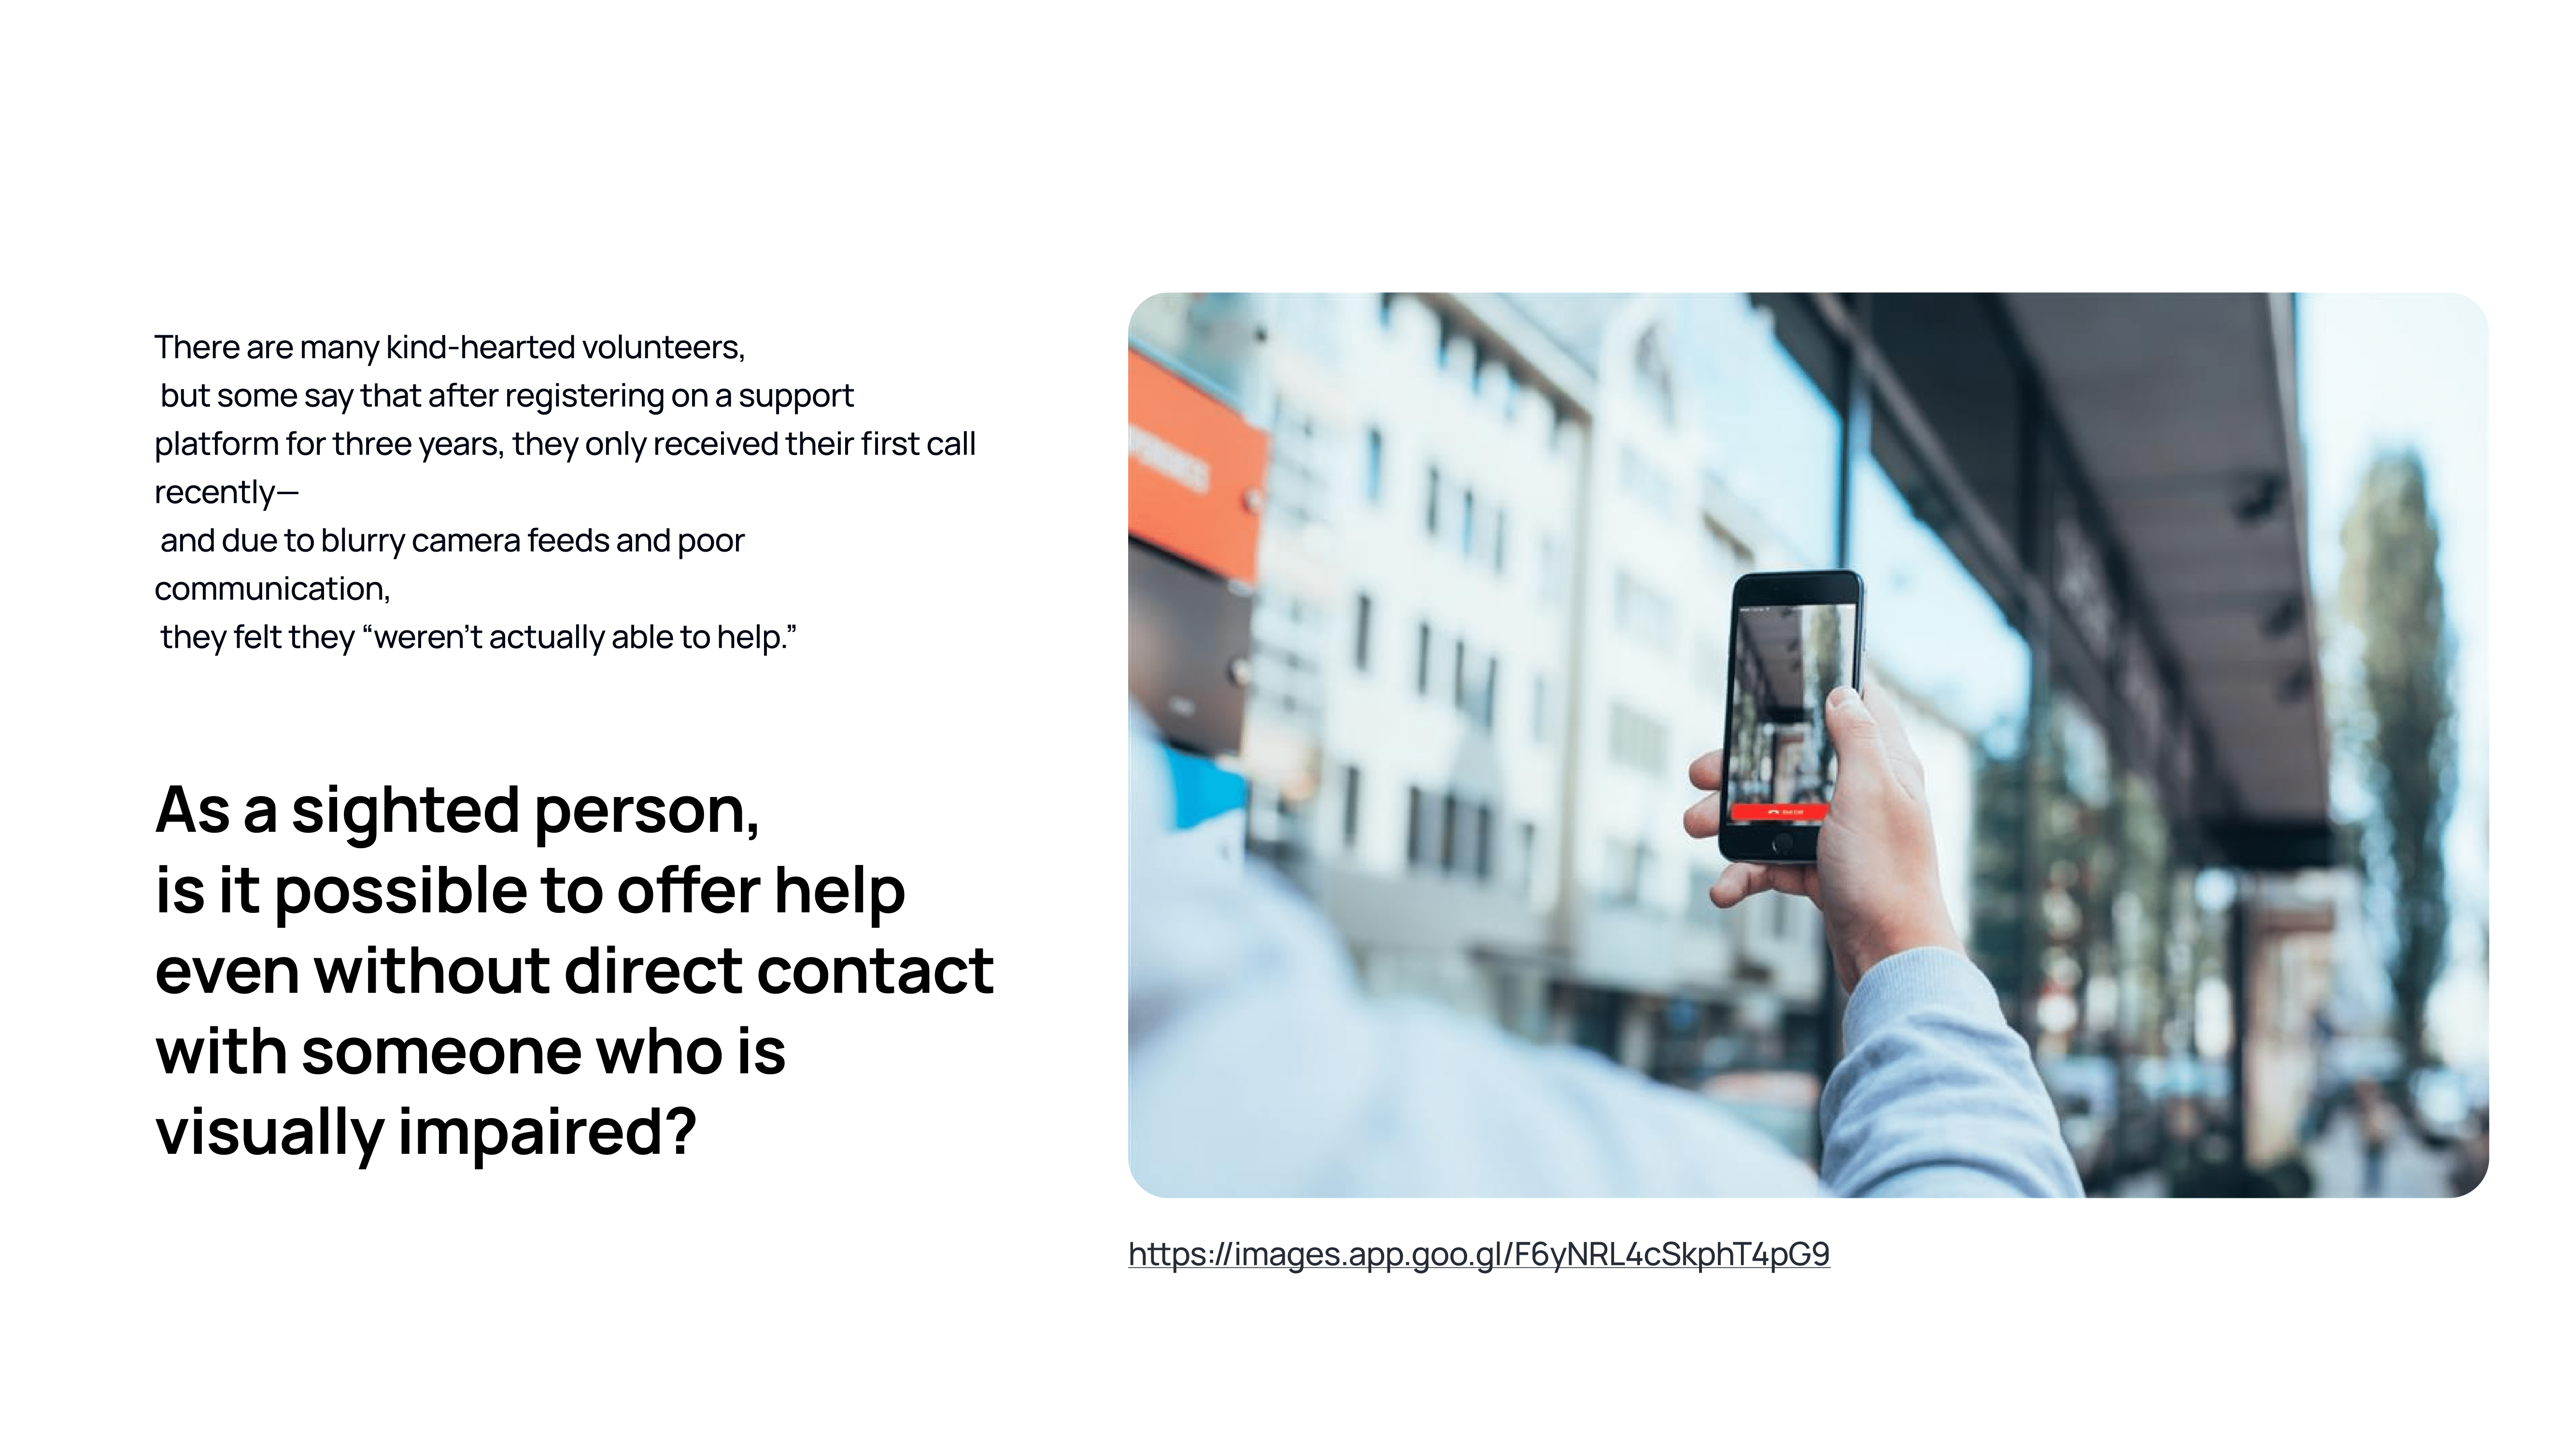 There are many kind-hearted volunteers,
but some say that after registering on a support
platform for three years, they only received their first call
recently—
and due to blurry camera feeds and poor
communication,
they felt they “weren’t actually able to help.”
As a sighted person,
is it possible to offer help
even without direct contact
with someone who is
visually impaired?
https://images.app.goo.gl/F6yNRL4cSkphT4pG9